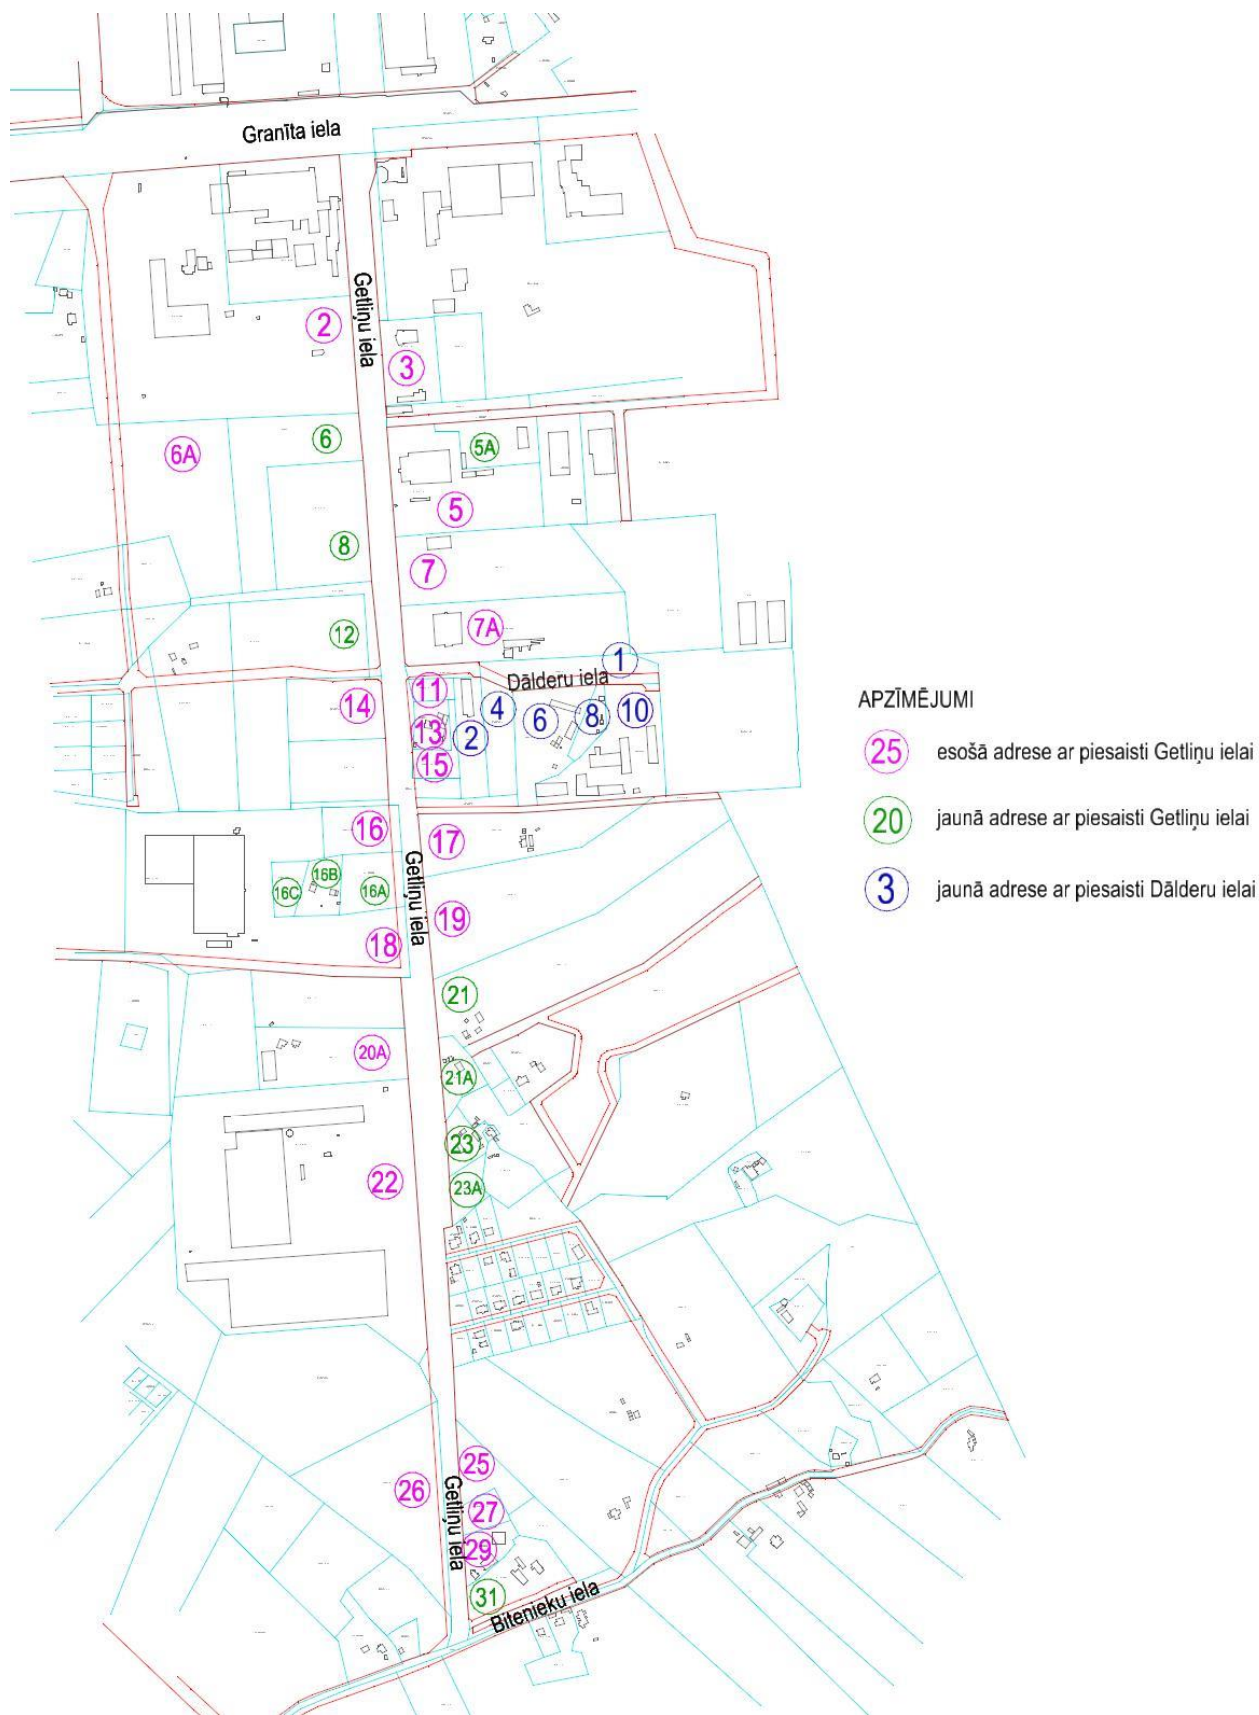 Granīta iela
Getliņu iela
2
3
6
5A
6A
5
8
7
12
7A
1
Dālderu iela
11
14
4
6
8
10
13
2
15
16
17
16B
16C
16A
19
Getliņu iela
18
21
20A
21A
23
22
23A
25
26
27
Getliņu iela
29
31
Bitenieku iela
APZĪMĒJUMI
25 esošā adrese ar piesaisti Getliņu ielai
20 jaunā adrese ar piesaisti Getliņu ielai
3 jaunā adrese ar piesaisti Dālderu ielai